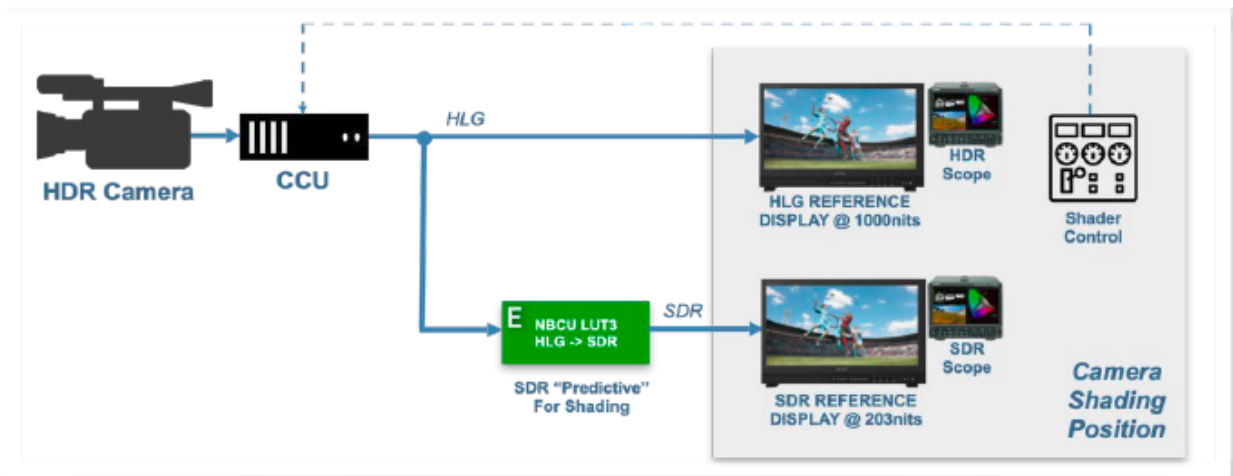 HLG
HDR Camera
CCU
HDR
Scope
HLG REFERENCE
DISPLAY @ 1000nits
Shader
Control
E
NBCU LUT3
HLG -> SDR
SDR
SDR "Predictive"
For Shading
SDR
Scope
SDR REFERENCE
DISPLAY @ 203nits
Camera
Shading
Position